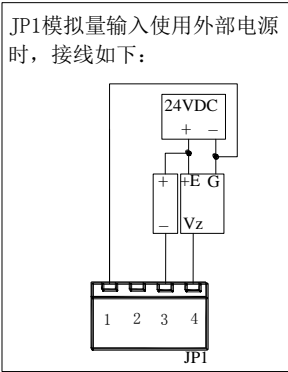 JP1模拟量输入使用外部电源
时，接线如下：
24VDC
+ −
+ +E G
− Vz
1 2 3 4
JP1